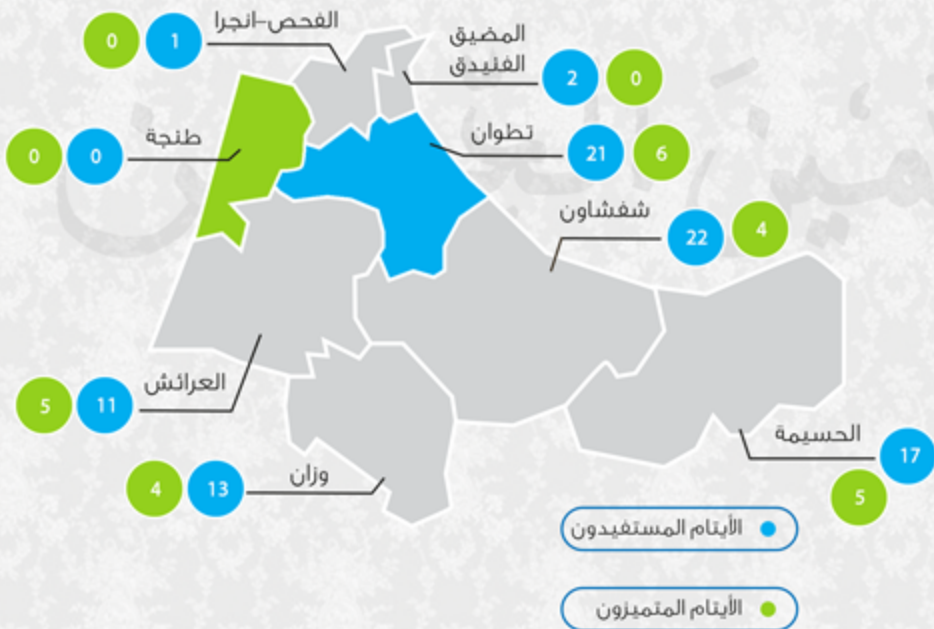 الفحص-انجرا
1
0
المضيق
الفنيدق
2
0
طنجة
0
0
تطوان
21
6
شفشاون
22
4
العرائش
11
5
الحسيمة
17
5
وزان
13
4
الأيتام المستفيدون
الأيتام المتميزون